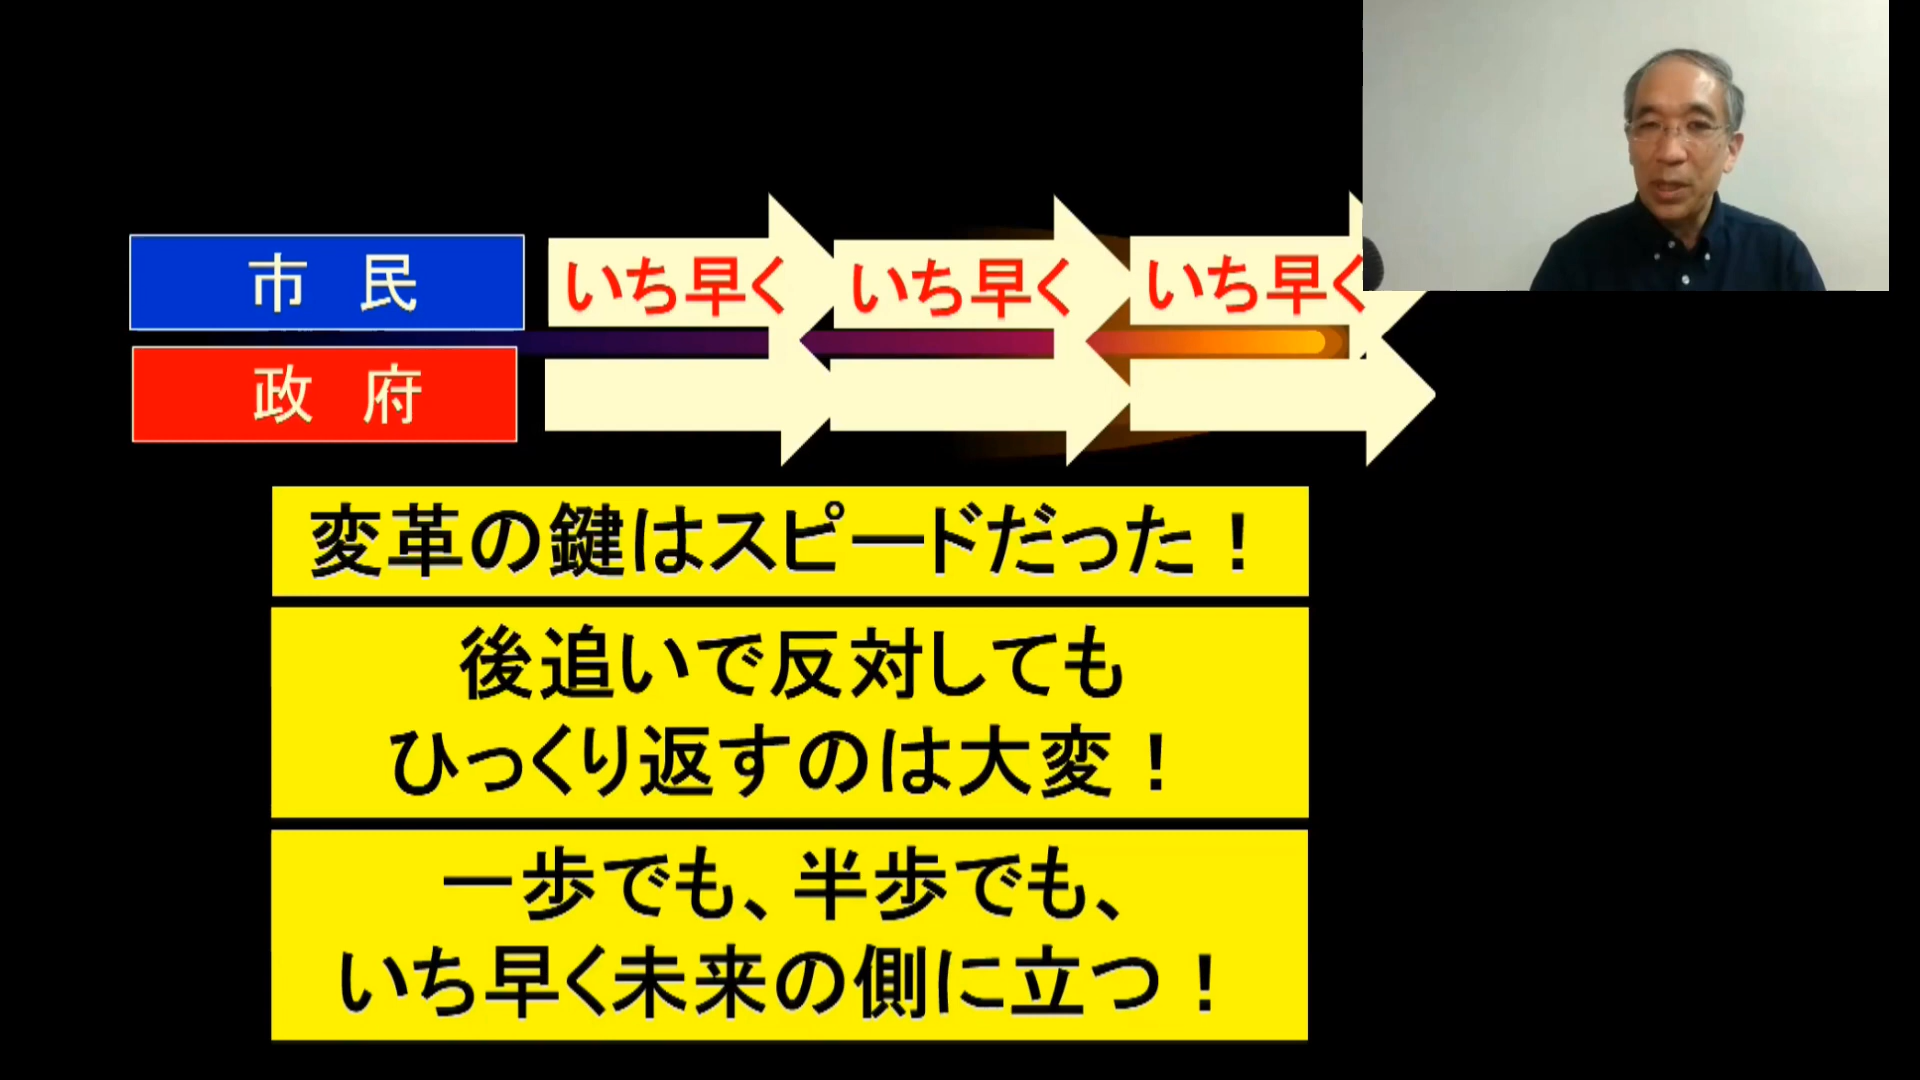 市 民
いち早く いち早く いち早く
政 府
変革の鍵はスピードだった！
後追いで反対しても
ひっくり返すのは大変！
一歩でも、半歩でも、
いち早く未来の側に立つ！